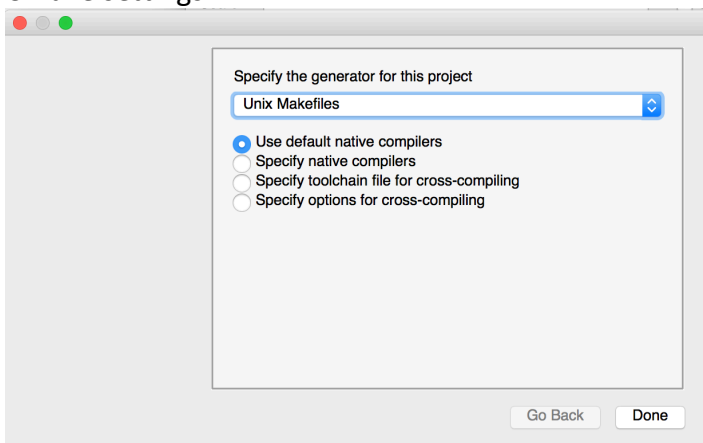 Specify the generator for this project
Unix Makefiles
Use default native compilers
Specify native compilers
Specify toolchain file for cross-compiling
Specify options for cross-compiling
Go Back Done